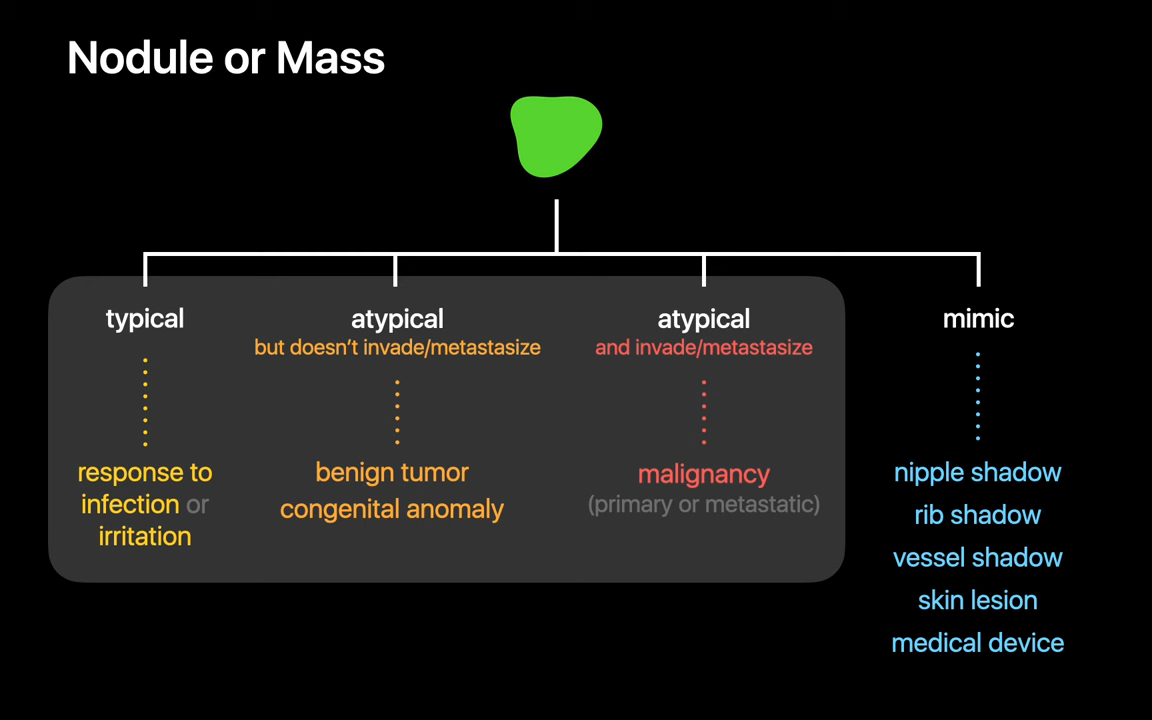 Nodule or Mass
typical
atypical
but doesn’t invade/metastasize
atypical
and invade/metastasize
mimic
response to
infection or
irritation
benign tumor
congenital anomaly
malignancy
(primary or metastatic)
nipple shadow
rib shadow
vessel shadow
skin lesion
medical device